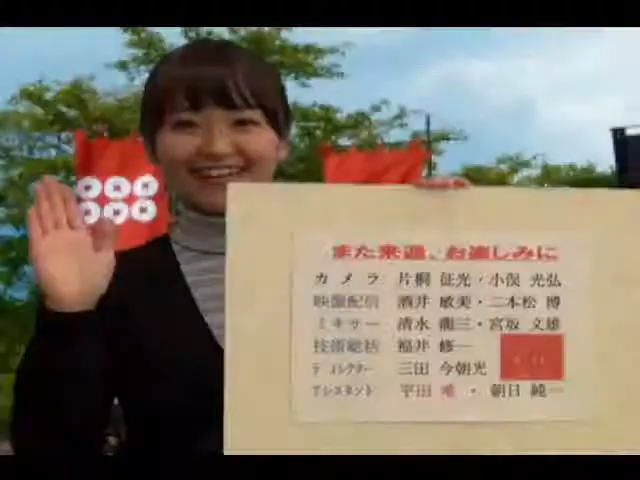 また来週、お楽しみに
カメラ 片桐 征光・小俣 光弘
映像配信 酒井 敏美・二本松 博
ミキサー 清水 龍三・宮坂 文雄
技術総括 福井 修一
ディレクター 三田 今朝光
アシスタント 平田 ・ 朝日 純一